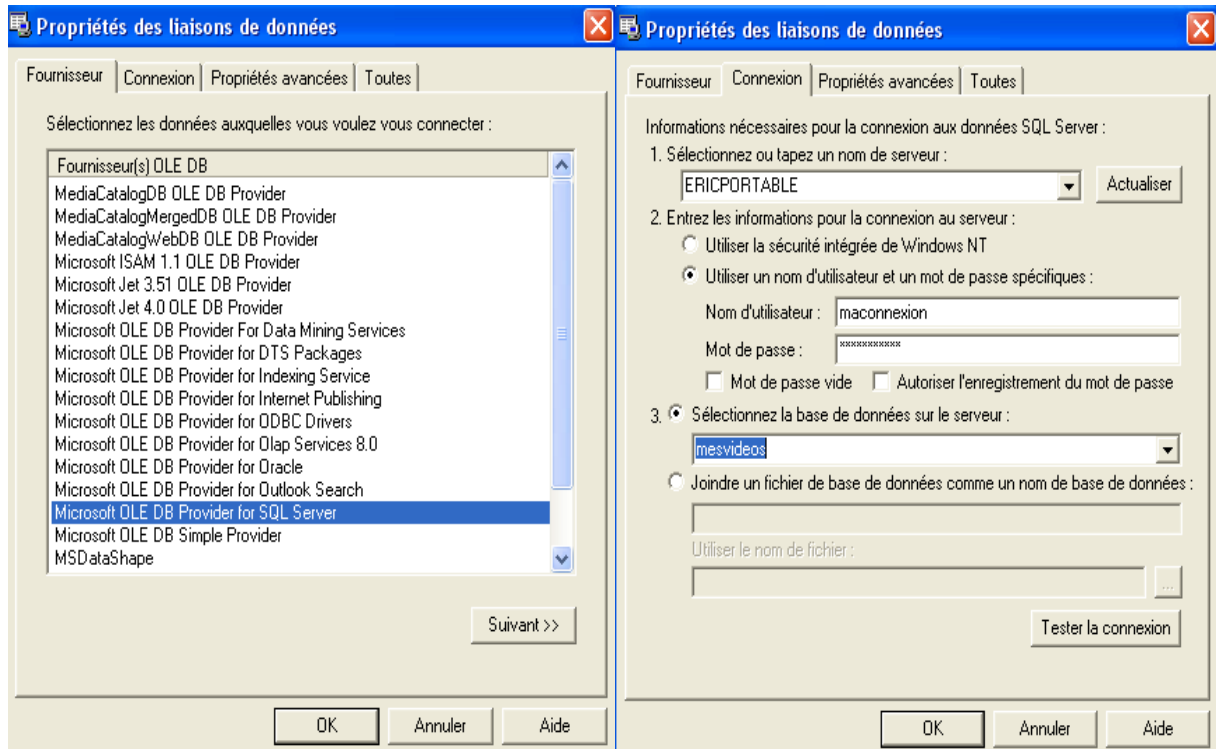 Propriétés des liaisons de données
Fournisseur Connexion Propriétés avancées Toutes
Sélectionnez les données auxquelles vous voulez vous connecter :
Fournisseur(s) OLE DB
MediaCatalogDB OLE DB Provider
MediaCatalogMergedDB OLE DB Provider
MediaCatalogWebDB OLE DB Provider
Microsoft ISAM 1.1 OLE DB Provider
Microsoft Jet 3.51 OLE DB Provider
Microsoft Jet 4.0 OLE DB Provider
Microsoft OLE DB Provider For Data Mining Services
Microsoft OLE DB Provider for DTS Packages
Microsoft OLE DB Provider for Indexing Service
Microsoft OLE DB Provider for Internet Publishing
Microsoft OLE DB Provider for ODBC Drivers
Microsoft OLE DB Provider for Olap Services 8.0
Microsoft OLE DB Provider for Oracle
Microsoft OLE DB Provider for Outlook Search
Microsoft OLE DB Provider for SQL Server
Microsoft OLE DB Simple Provider
MSDataShape
Suivant >>
OK Annuler Aide
Propriétés des liaisons de données
Fournisseur Connexion Propriétés avancées Toutes
Informations nécessaires pour la connexion aux données SQL Server :
1. Sélectionnez ou tapez un nom de serveur :
ERICPORTABLE Actualiser
2. Entrez les informations pour la connexion au serveur :
Utiliser la sécurité intégrée de Windows NT
Utiliser un nom d'utilisateur et un mot de passe spécifiques :
Nom d'utilisateur : maconnexion
Mot de passe : ***********
Mot de passe vide Autoriser l'enregistrement du mot de passe
3. Sélectionnez la base de données sur le serveur :
mesvideos
Joindre un fichier de base de données comme un nom de base de données :
Utiliser le nom de fichier :
...
Tester la connexion
OK Annuler Aide